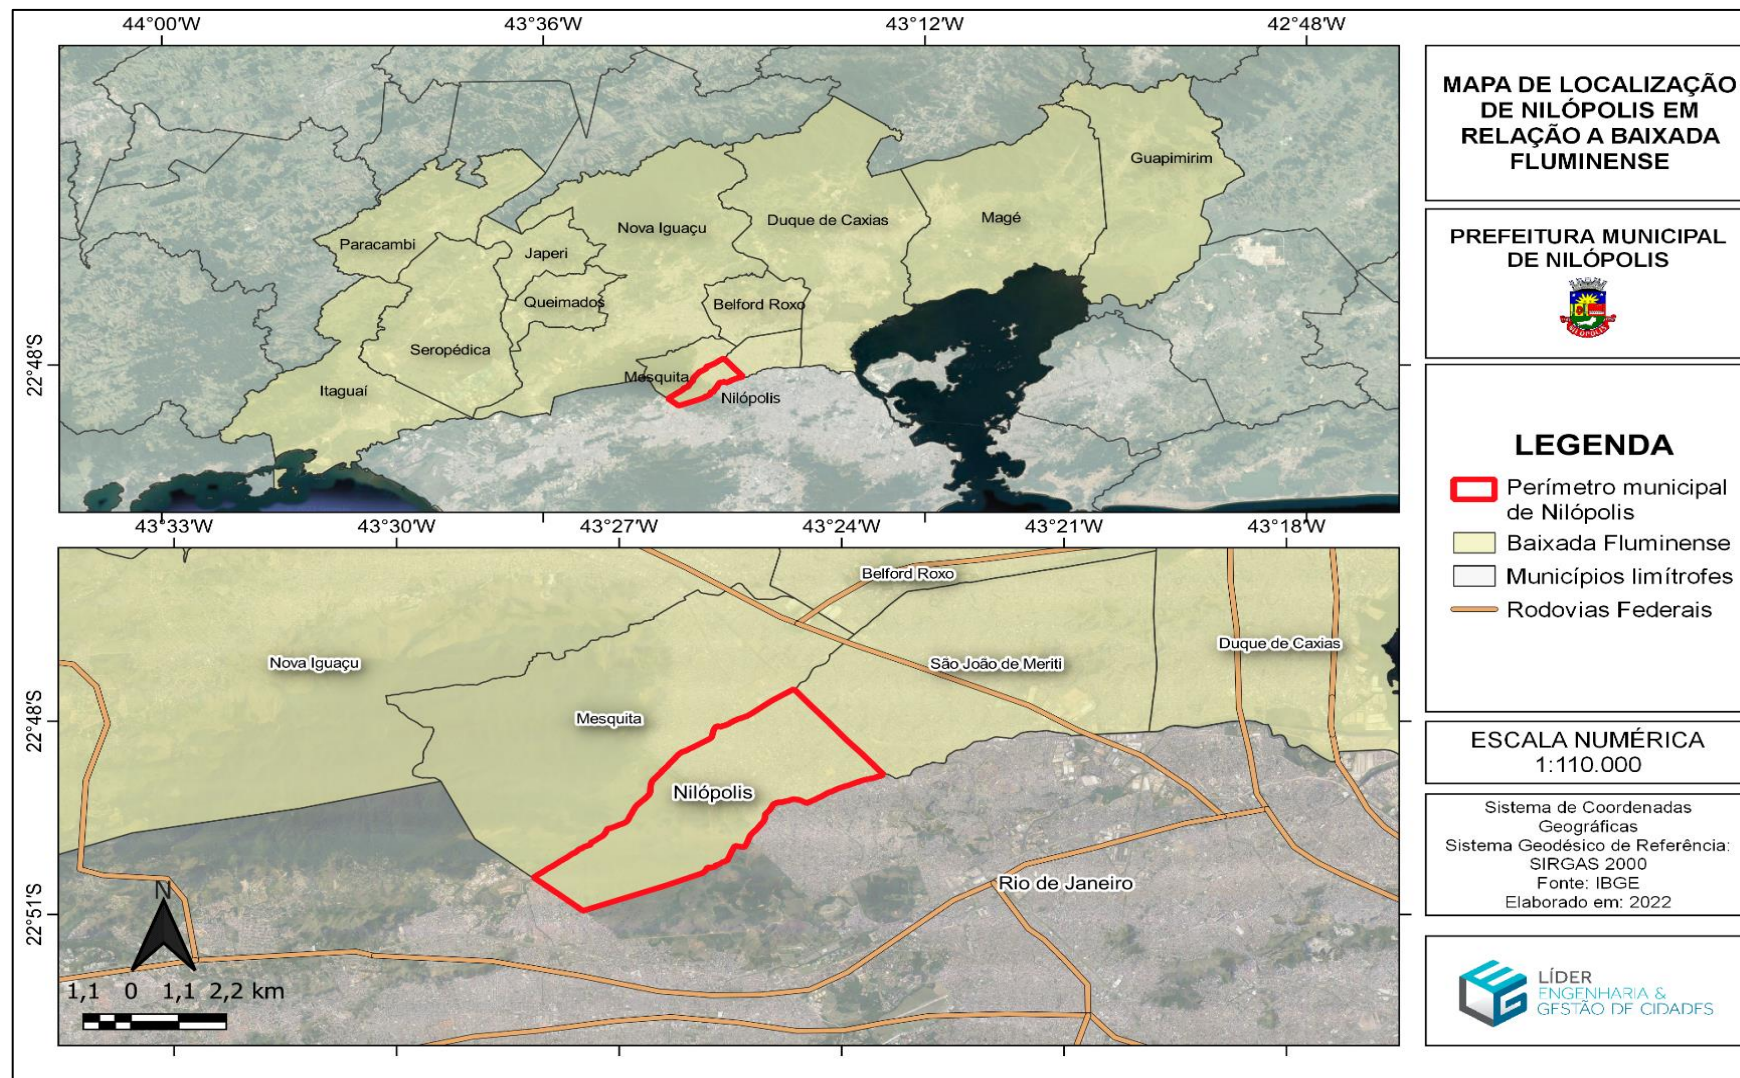 44°00'W
43°36'W
43°12'W
42°48'W
22°48'S
Guapimirim
Magé
Duque de Caxias
Nova Iguaçu
Paracambi
Japeri
Queimados
Belford Roxo
Seropédica
Mesquita
Itaguaí
Nilópolis
43°33'W
43°30'W
43°27'W
43°24'W
43°21'W
43°18'W
22°48'S
22°51'S
Belford Roxo
Duque de Caxias
Nova Iguaçu
São João de Meriti
Mesquita
Nilópolis
Rio de Janeiro
N
1,1 0 1,1 2,2 km
MAPA DE LOCALIZAÇÃO
DE NILÓPOLIS EM
RELAÇÃO A BAIXADA
FLUMINENSE
PREFEITURA MUNICIPAL
DE NILÓPOLIS
NILÓPOLIS
LEGENDA
Perímetro municipal
de Nilópolis
Baixada Fluminense
Municípios limítrofes
Rodovias Federais
ESCALA NUMÉRICA
1:110.000
Sistema de Coordenadas
Geográficas
Sistema Geodésico de Referência:
SIRGAS 2000
Fonte: IBGE
Elaborado em: 2022
LÍDER
ENGENHARIA &
GESTÃO DE CIDADES